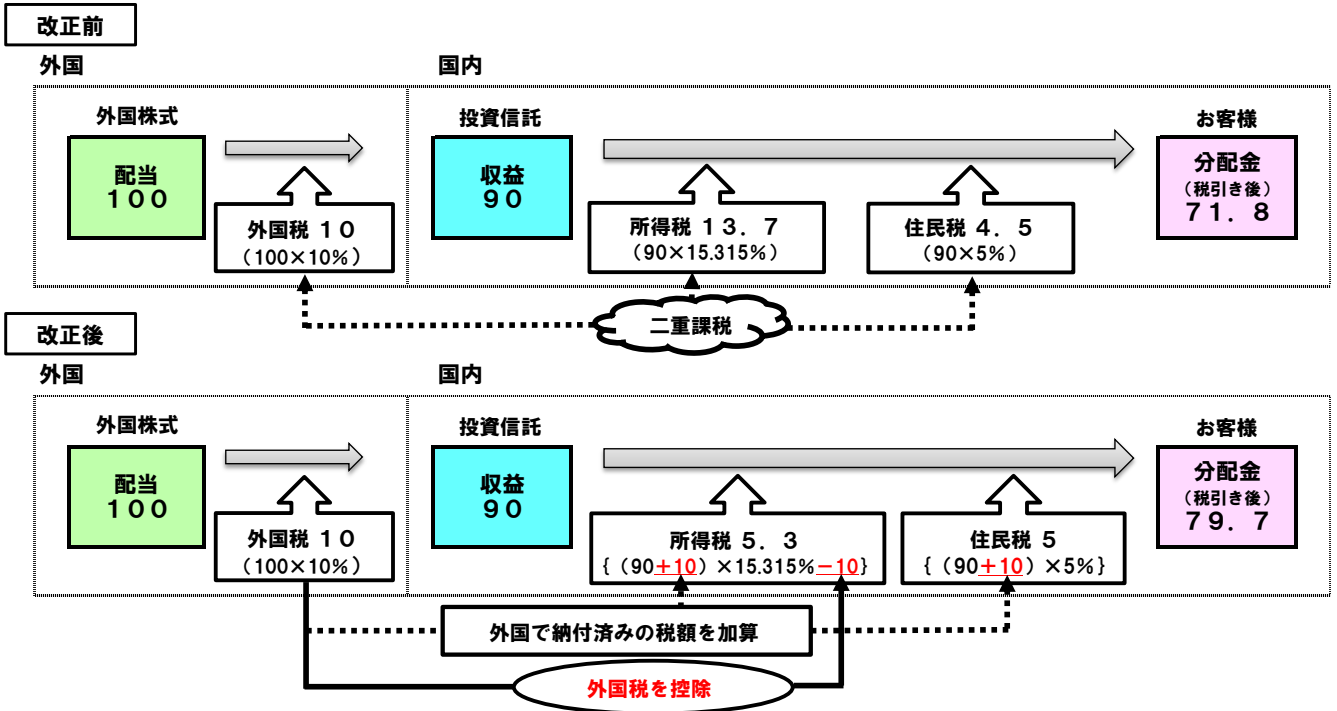 改正前
外国
国内
外国株式
配当
100
外国税 10
(100×10%)
投資信託
収益
90
所得税 13.7
(90×15.315%)
住民税 4.5
(90×5%)
お客様
分配金
(税引き後)
71.8
二重課税
改正後
外国
国内
外国株式
配当
100
外国税 10
(100×10%)
投資信託
収益
90
所得税 5.3
{(90+10)×15.315%-10}
住民税 5
{(90+10)×5%}
お客様
分配金
(税引き後)
79.7
外国で納付済みの税額を加算
外国税を控除